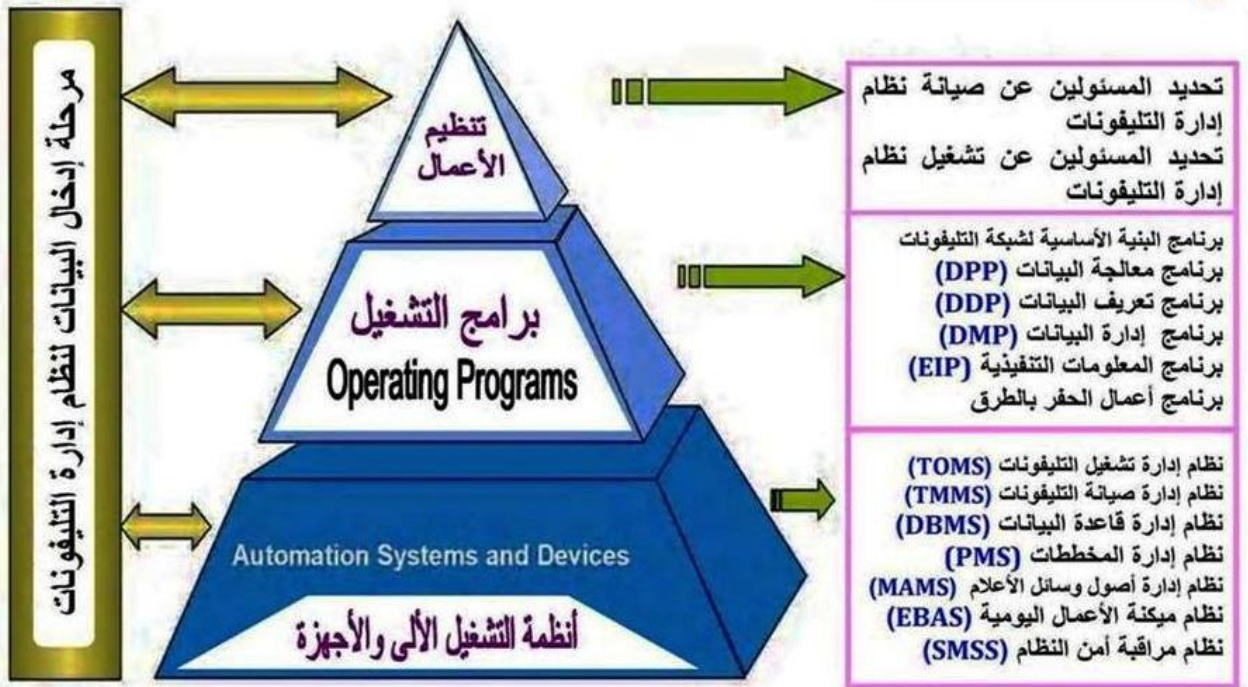 مرحلة إدخال البيانات لنظام إدارة التليفونات
تنظيم
الأعمال
برامج التشغيل
Operating Programs
Automation Systems and Devices
أنظمة التشغيل الألى والأجهزة
تحديد المسئولين عن صيانة نظام
إدارة التليفونات
تحديد المسئولين عن تشغيل نظام
إدارة التليفونات
برنامج البنية الأساسية لشبكة التليفونات
برنامج معالجة البيانات (DPP)
برنامج تعريف البيانات (DDP)
برنامج إدارة البيانات (DMP)
برنامج المعلومات التنفيذية (EIP)
برنامج أعمال الحفر بالطرق
نظام إدارة تشغيل التليفونات (TOMS)
نظام إدارة صيانة التليفونات (TMMS)
نظام إدارة قاعدة البيانات (DBMS)
نظام إدارة المخططات (PMS)
نظام إدارة أصول وسائل الأعلام (MAMS)
نظام ميكنة الأعمال اليومية (EBAS)
نظام مراقبة أمن النظام (SMSS)